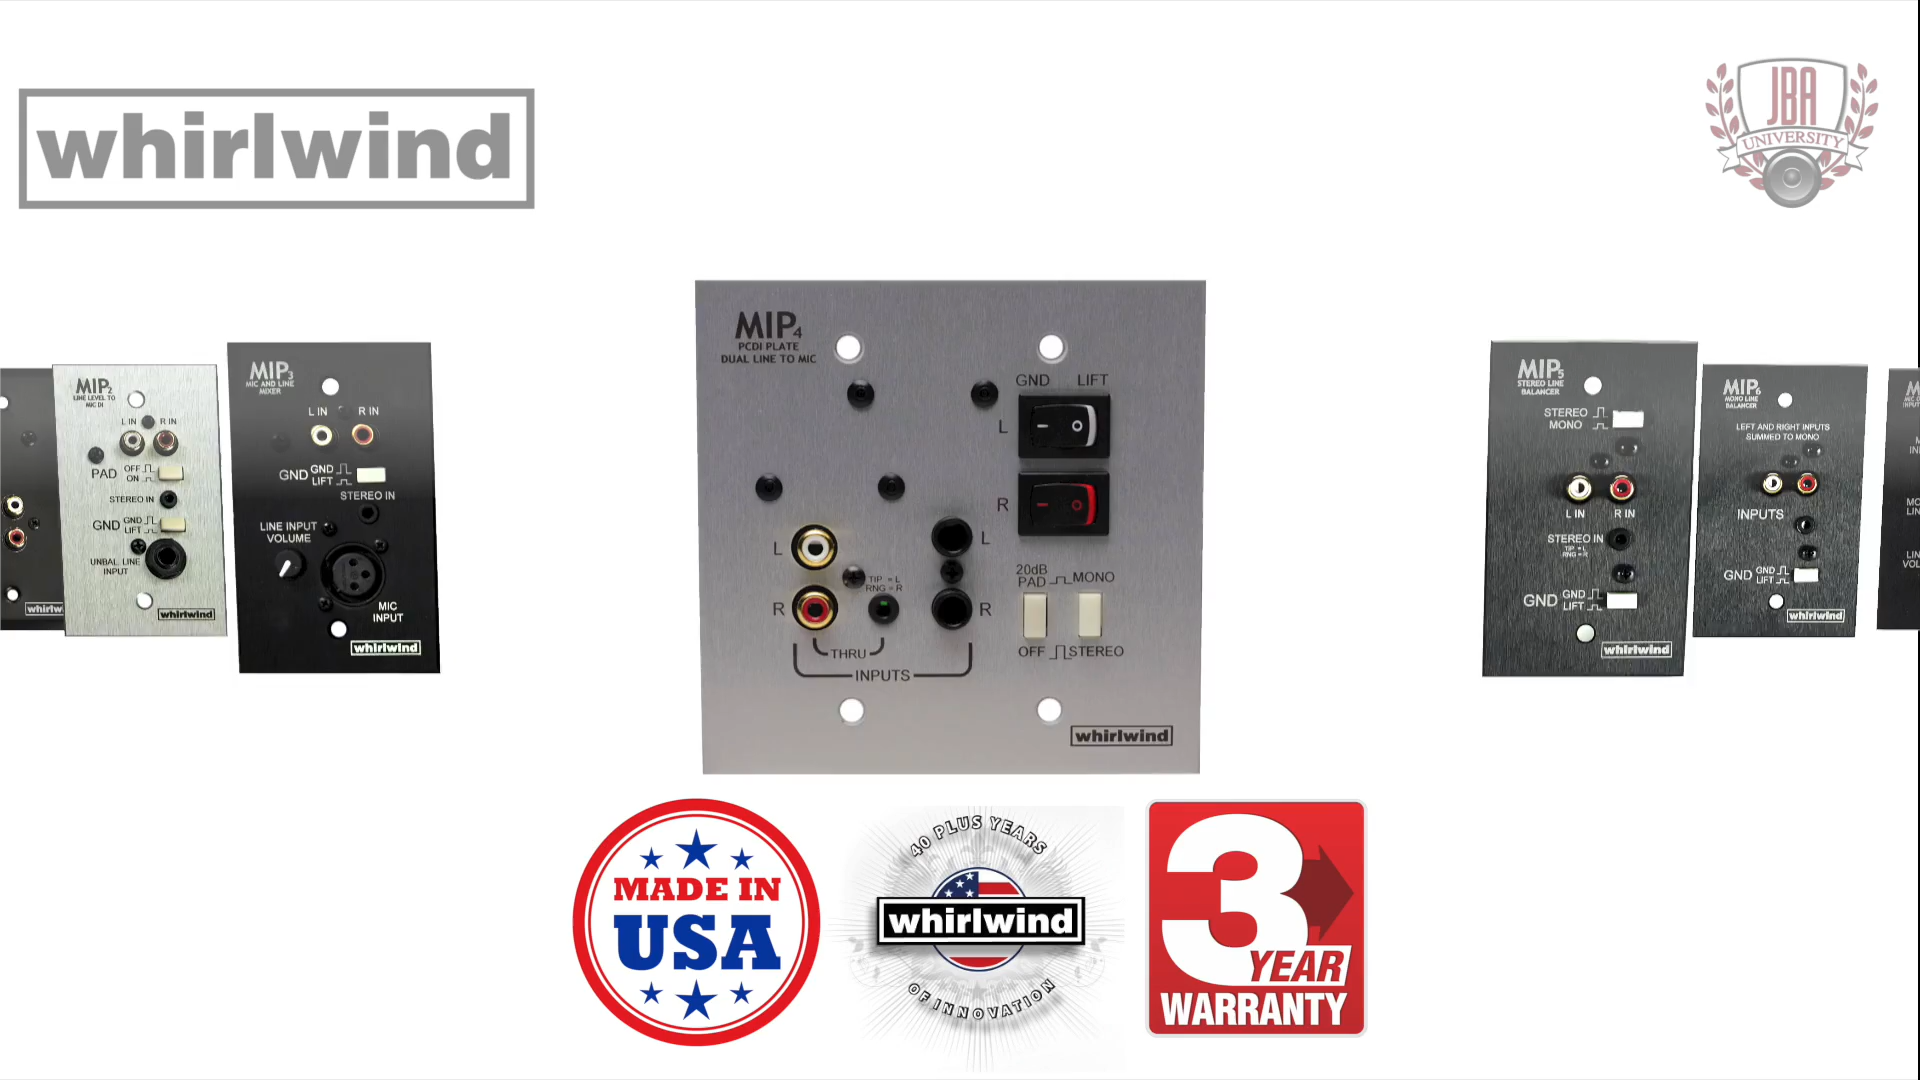 whirlwind
JBA
UNIVERSITY
MIP2
LINE LEVEL TO
MIC DI
L IN
R IN
PAD
OFF
ON
STEREO IN
GND
GND
LIFT
UNBAL LINE
INPUT
whirlwind
MIP3
MIC AND LINE
MIXER
L IN
R IN
GND
GND
LIFT
STEREO IN
LINE INPUT
VOLUME
MIC
INPUT
whirlwind
MIP4
PCDI PLATE
DUAL LINE TO MIC
GND
LIFT
L
R
L
L
TIP = L
RNG = R
R
R
THRU
INPUTS
20dB
PAD
MONO
OFF
STEREO
whirlwind
MIP5
STEREO LINE
BALANCER
STEREO
MONO
L IN
R IN
STEREO IN
TIP = L
RNG = R
GND
GND
LIFT
whirlwind
MIP6
MONO LINE
BALANCER
LEFT AND RIGHT INPUTS
SUMMED TO MONO
INPUTS
GND
GND
LIFT
whirlwind
MADE IN
USA
40 PLUS YEARS
whirlwind
OF INNOVATION
3
YEAR
WARRANTY